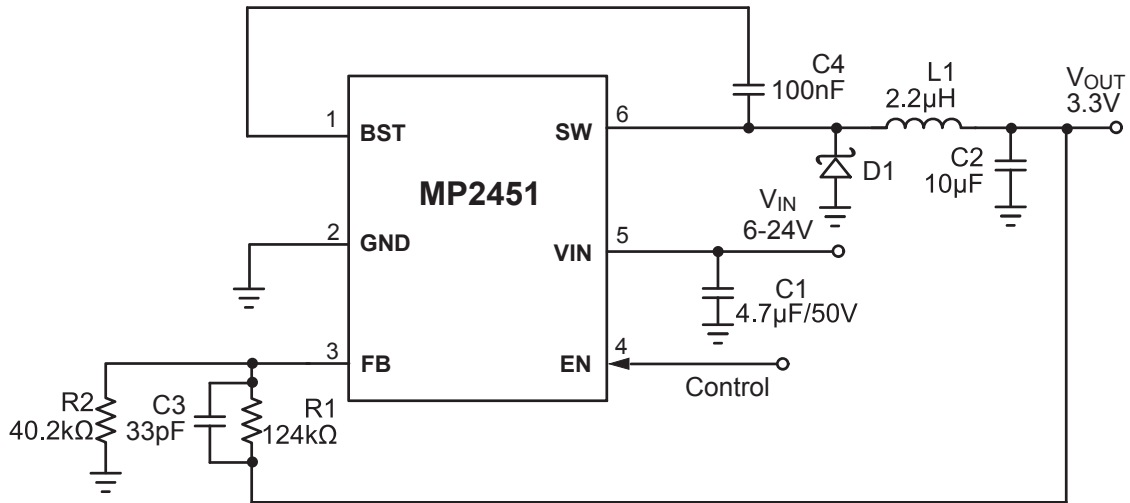 C4
100nF
L1
2.2µH
VOUT
3.3V
1
BST
SW
6
C2
10µF
D1
MP2451
VIN
6-24V
2
GND
VIN
5
C1
4.7µF/50V
3
FB
EN
4
Control
R2
40.2kΩ
C3
33pF
R1
124kΩ